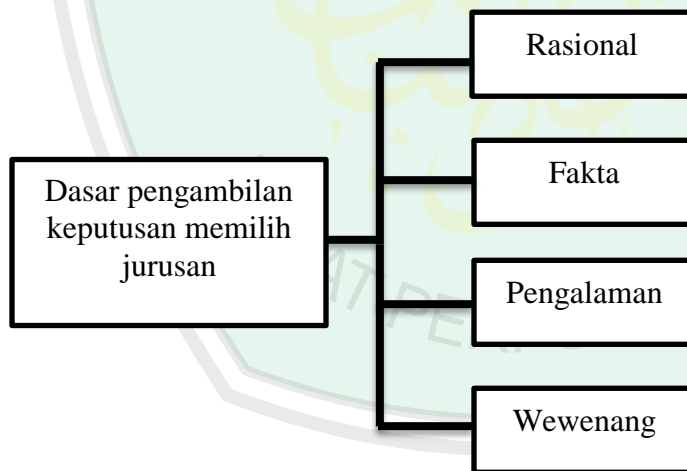 Rasional
Fakta
Dasar pengambilan
keputusan memilih
jurusan
Pengalaman
Wewenang